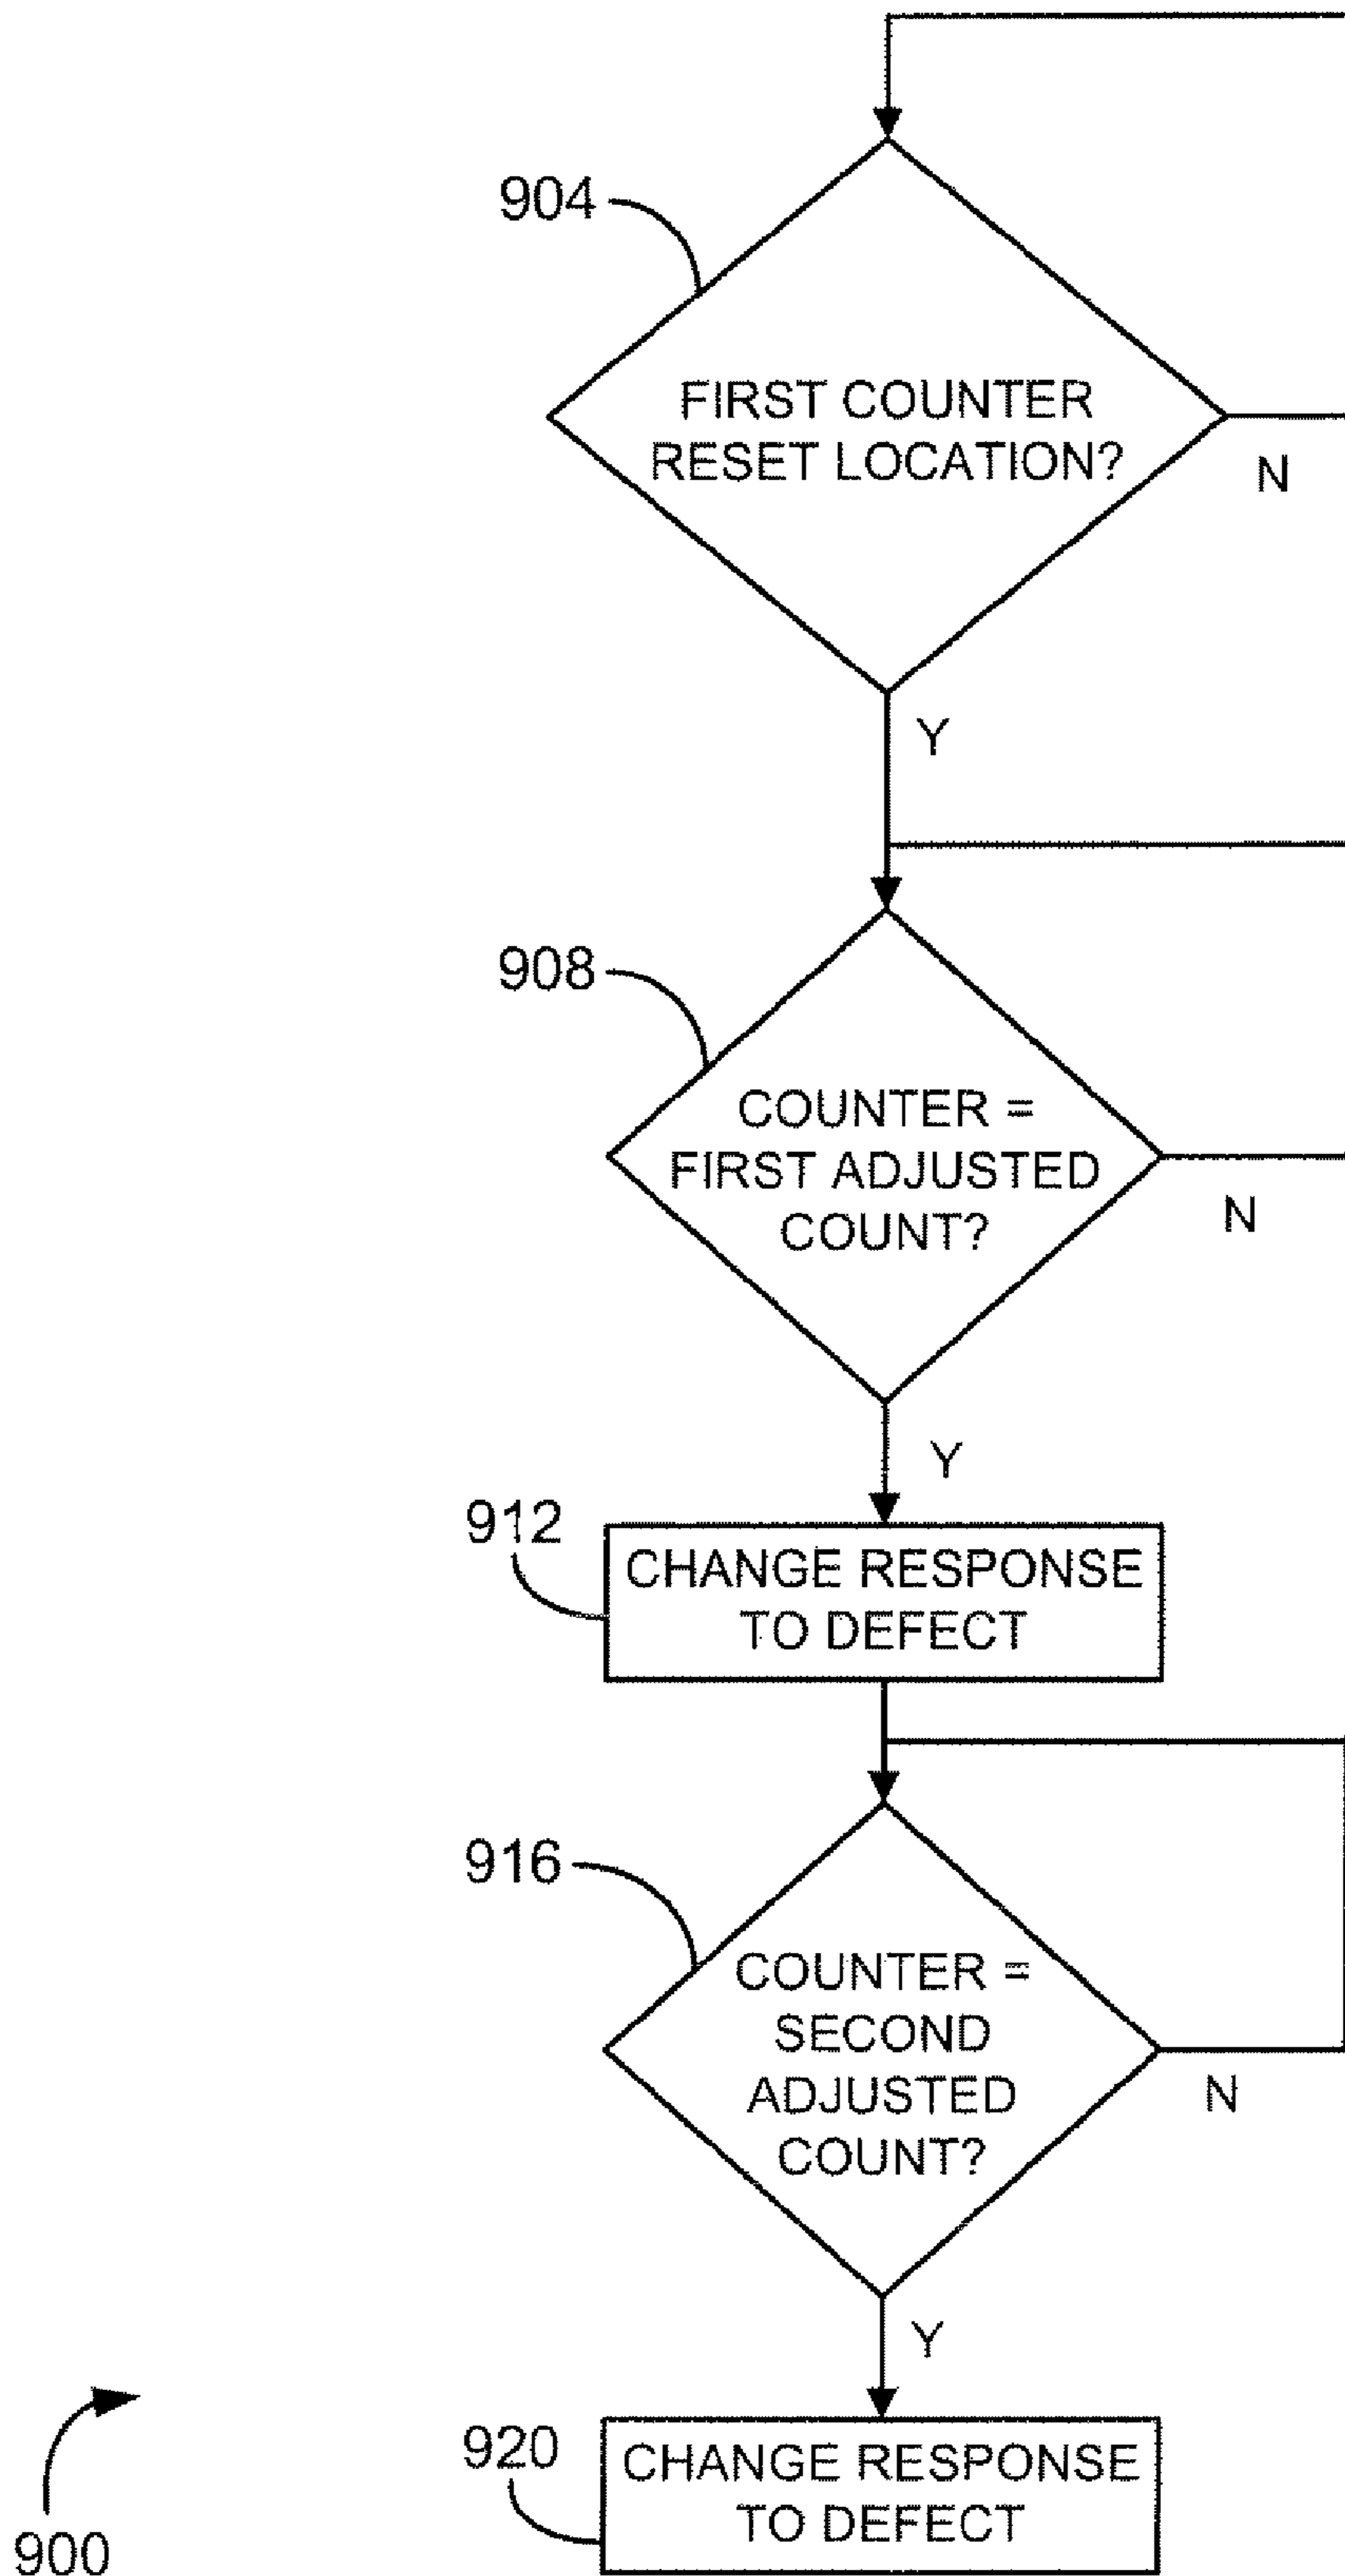 904
FIRST COUNTER
RESET LOCATION?
N
Y
908
COUNTER =
FIRST ADJUSTED
COUNT?
N
Y
912
CHANGE RESPONSE
TO DEFECT
916
COUNTER =
SECOND
ADJUSTED
COUNT?
N
Y
920
CHANGE RESPONSE
TO DEFECT
900